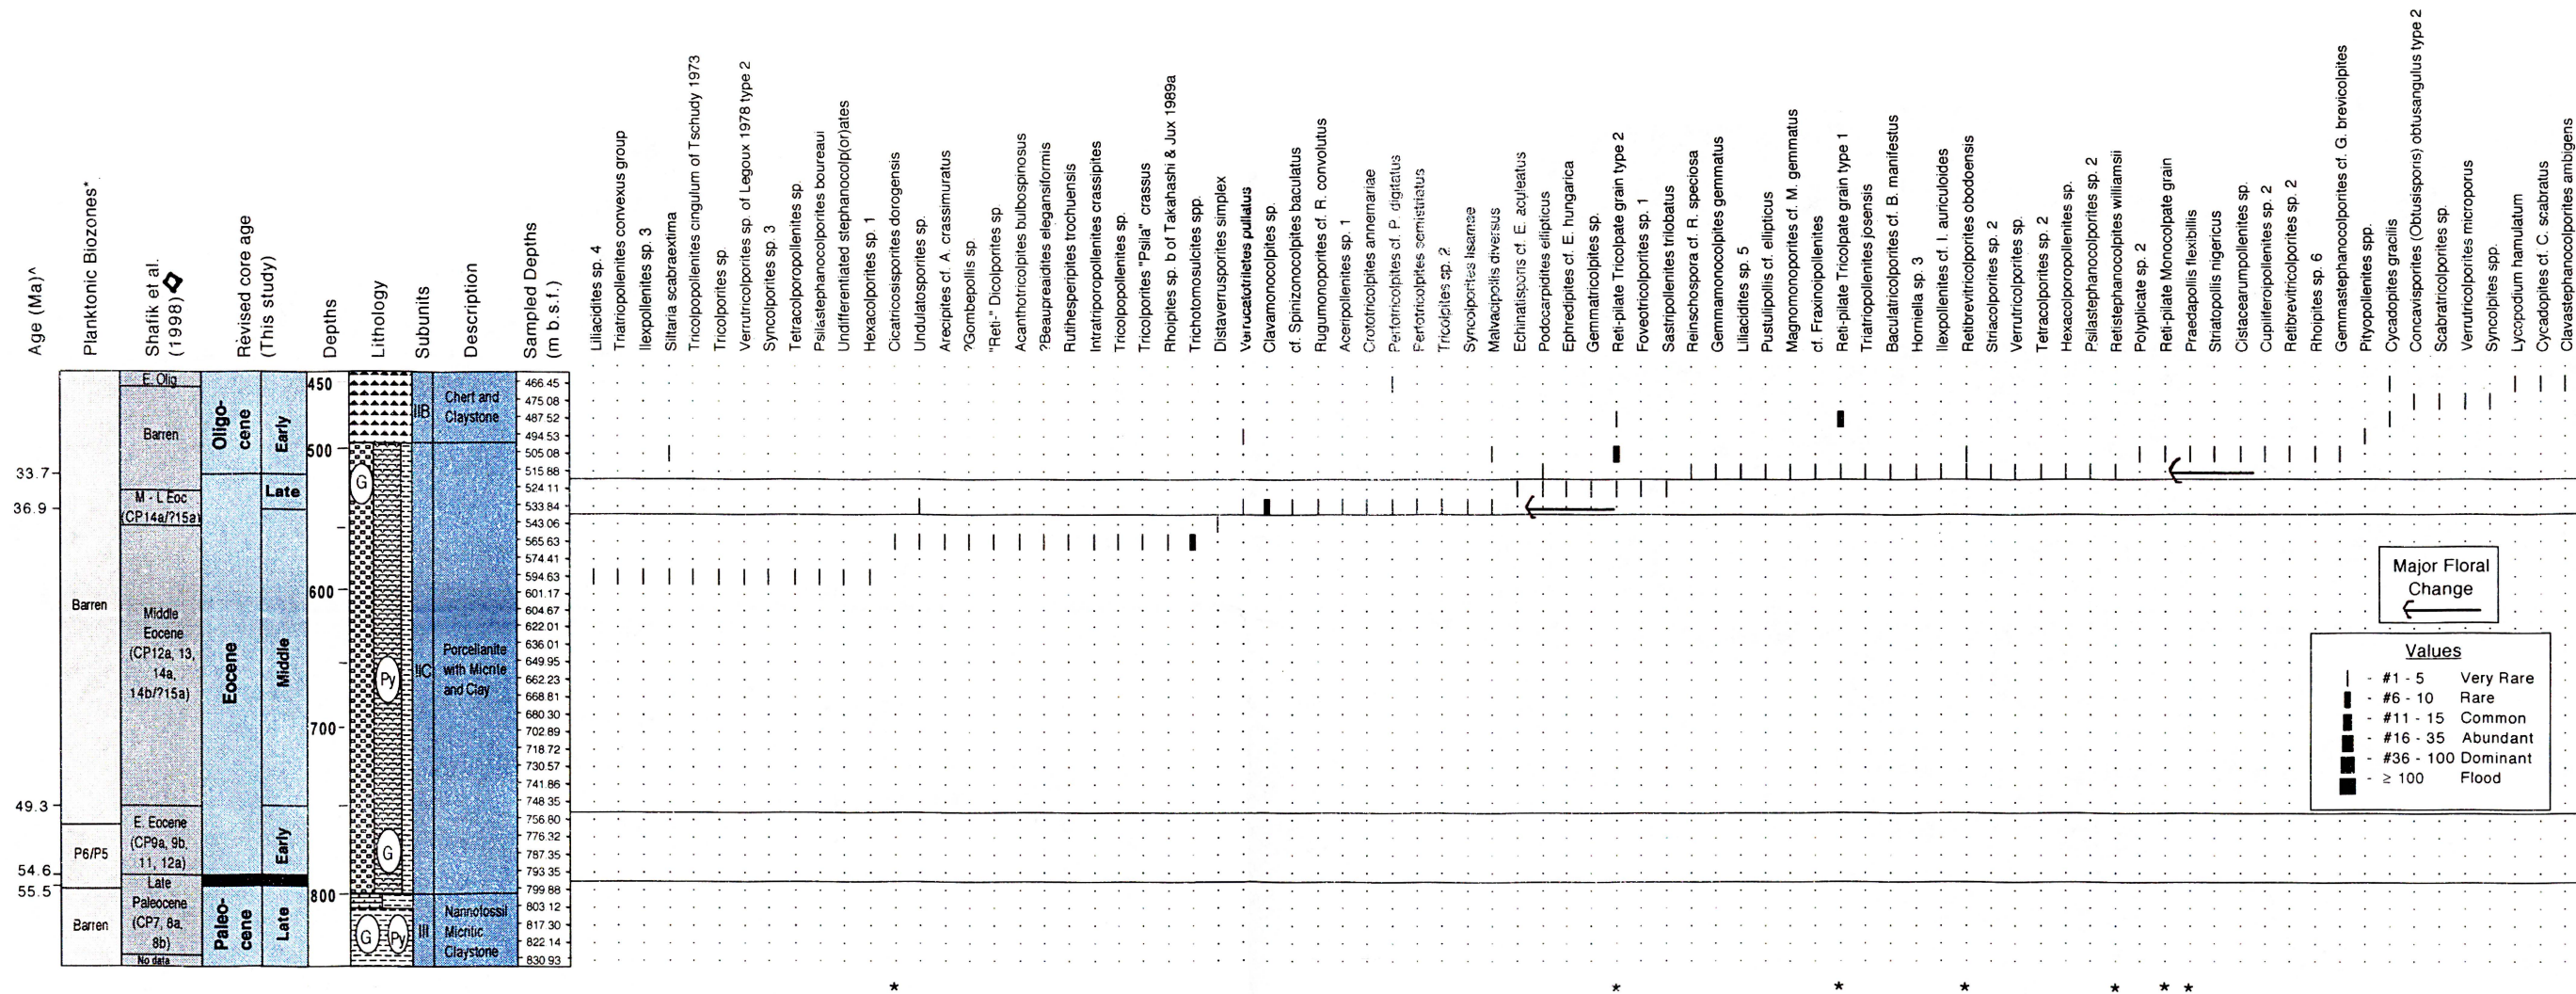 Age (Ma)^
Planktonic Biozones*
Shafik et al.
(1998)
Revised core age
(This study)
Depths
Lithology
Subunits
Description
Sampled Depths
(m b.s.f.)
Liliacidites sp. 4
Triatriopollenites convexus group
Ilexpollenites sp. 3
Siltaria scabraextima
Tricolpopollenites cingulum of Tschudy 1973
Tricolporites sp.
Verrutricolporites sp. of Legoux 1978 type 2
Syncolporites sp. 3
Tetracolporopollenites sp.
Psilastephanocolporites boureaui
Undifferentiated stephanocolp(or)ates
Hexacolporites sp. 1
Cicatricosisporites dorogensis
Undulatosporites sp.
Arecipites cf. A. crassimuratus
?Gombepollis sp.
"Reti-" Dicolporites sp.
Acanthotricolpites bulbospinosus
?Beaupreaidites elegansiformis
Rutihesperipites trochuensis
Intratriporopollenites crassipites
Tricolpopollenites sp.
Tricolporites "Psila" crassus
Rhoipites sp. b of Takahashi & Jux 1989a
Trichotomosulcites spp.
Distaverrusporites simplex
Verrucatotriletes pullatus
Clavamonocolpites sp.
cf. Spinizonocolpites baculatus
Rugumonoporites cf. R. convolutus
Aceripollenites sp. 1
Crototricolpites annemariae
Perfotricolpites cf. P. digitatus
Perfotricolpites semistriatus
Tricolpites sp. 2
Syncolporites lisamae
Malvacipollis diversus
Echinatisporis cf. E. aculeatus
Podocarpidites ellipticus
Ephredipites cf. E. hungarica
Gemmatricolpites sp.
Reti-pilate Tricolpate grain type 2
Foveotricolporites sp. 1
Sastripollenites trilobatus
Reinschospora cf. R. speciosa
Gemmamonocolpites gemmatus
Liliacidites sp. 5
Pustulipollis cf. ellipticus
Magnomonoporites cf. M. gemmatus
cf. Fraxinoipollenites
Reti-pilate Tricolpate grain type 1
Triatriopollenites josensis
Baculatricolporites cf. B. manifestus
Horniella sp. 3
Ilexpollenites cf. I. auriculoides
Retibrevitricolporites obodoensis
Striacolporites sp. 2
Verrutricolporites sp.
Tetracolporites sp. 2
Hexacolporopollenites sp.
Psilastephanocolporites sp. 2
Retistephanocolpites williamsii
Polyplicate sp. 2
Reti-pilate Monocolpate grain
Praedapollis flexibillis
Striatopollis nigericus
Cistacearumpollenites sp.
Cupuliferoipollenites sp. 2
Retibrevitricolporites sp. 2
Rhoipites sp. 6
Gemmastephanocolporites cf. G. brevicolpites
Pityopollenites spp.
Cycadopites gracilis
Concavisporites (Obtusisporis) obtusangulus type 2
Scabratricolporites sp.
Verrutricolporites microporus
Syncolpites spp.
Lycopodium hamulatum
Cycadopites cf. C. scabratus
Clavastephanocolporites ambigens
33.7
36.9
49.3
54.6
55.5
Barren
P6/P5
Barren
E. Olig
Barren
M - L Eoc
(CP14a/?15a)
Middle
Eocene
(CP12a, 13,
14a,
14b/?15a)
E. Eocene
(CP9a, 9b,
11, 12a)
Late
Paleocene
(CP7, 8a,
8b)
No data
Oligo-
cene
Eocene
Paleo-
cene
Early
Late
Middle
Early
Late
450
500
600
700
800
G
Py
G
G
Py
IIB
IIC
III
Chert and
Claystone
Porcellanite
with Micrite
and Clay
Nannofossil
Micritic
Claystone
466.45
475.08
487.52
494.53
505.08
515.88
524.11
533.84
543.06
565.63
574.41
594.63
601.17
604.67
622.01
636.01
649.95
662.23
668.81
680.30
702.89
718.72
730.57
741.86
748.35
756.80
776.32
787.35
793.35
799.88
803.12
817.30
822.14
830.93
Major Floral
Change
Values
- #1 - 5 Very Rare
- #6 - 10 Rare
- #11 - 15 Common
- #16 - 35 Abundant
- #36 - 100 Dominant
- ≥ 100 Flood
* * * * * * *